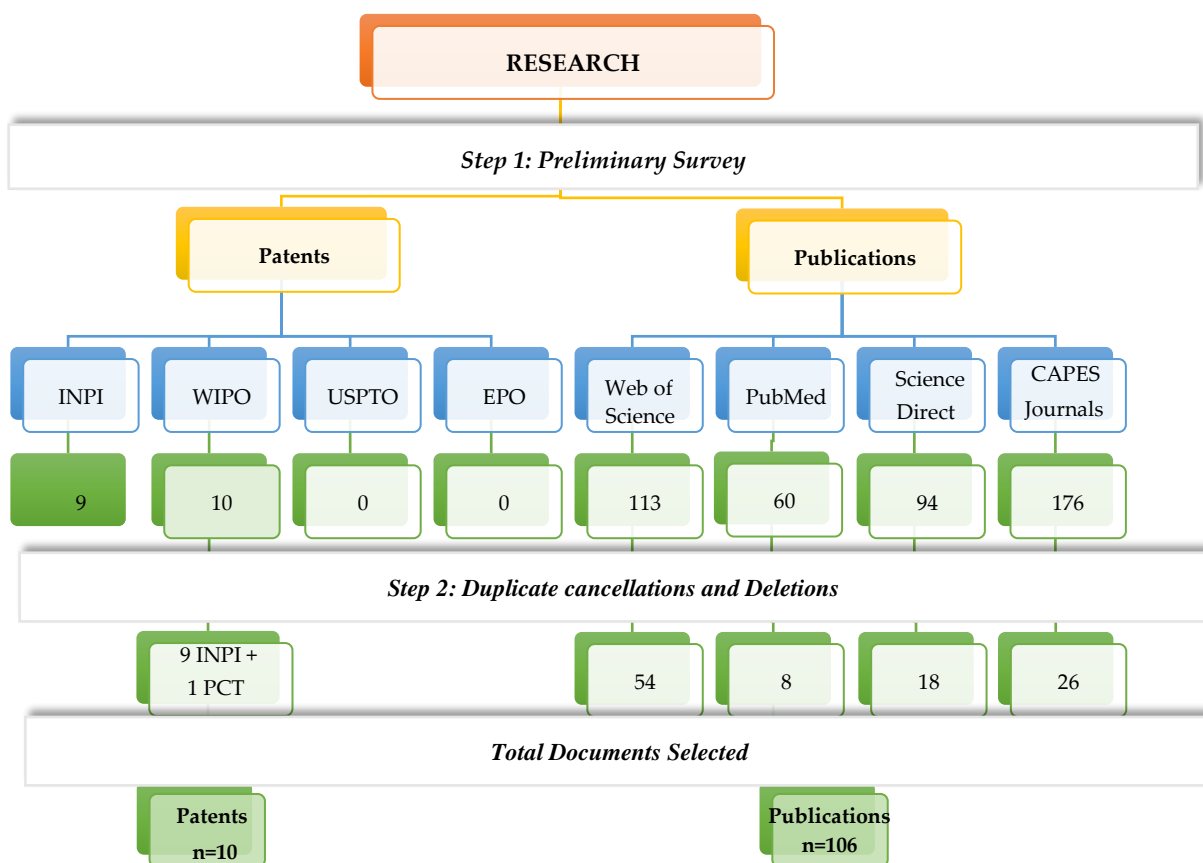 RESEARCH
Step 1: Preliminary Survey
Patents
Publications
INPI
WIPO
USPTO
EPO
Web of
Science
PubMed
Science
Direct
CAPES
Journals
9
10
0
0
113
60
94
176
Step 2: Duplicate cancellations and Deletions
9 INPI +
1 PCT
54
8
18
26
Total Documents Selected
Patents
n=10
Publications
n=106